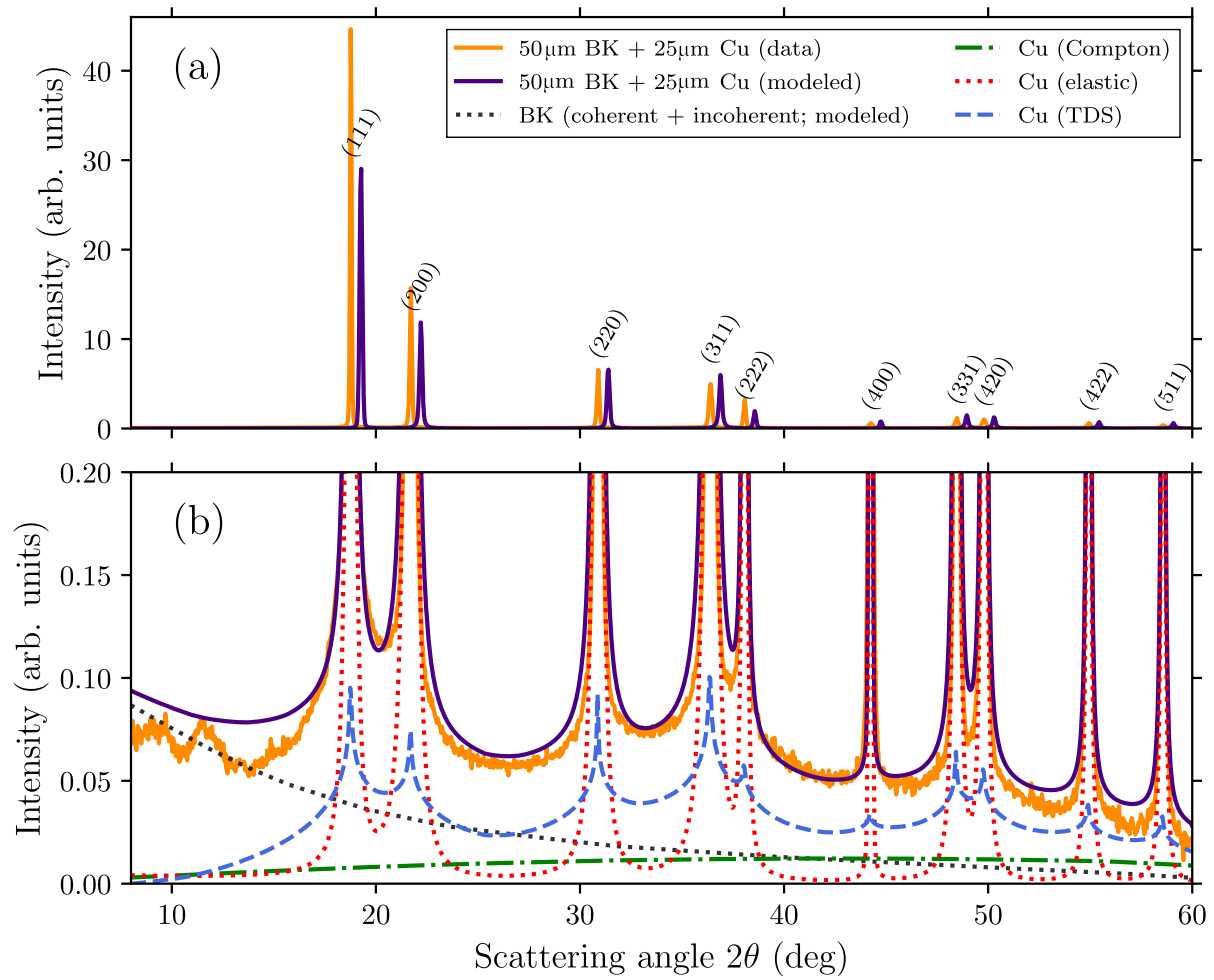 (a)
50μm BK + 25μm Cu (data)
50μm BK + 25μm Cu (modeled)
BK (coherent + incoherent; modeled)
Cu (Compton)
Cu (elastic)
Cu (TDS)
Intensity (arb. units)
40
30
20
10
0
(111)
(200)
(220)
(311)
(222)
(400)
(331)
(420)
(422)
(511)
(b)
Intensity (arb. units)
0.20
0.15
0.10
0.05
0.00
10
20
30
40
50
60
Scattering angle 2θ (deg)